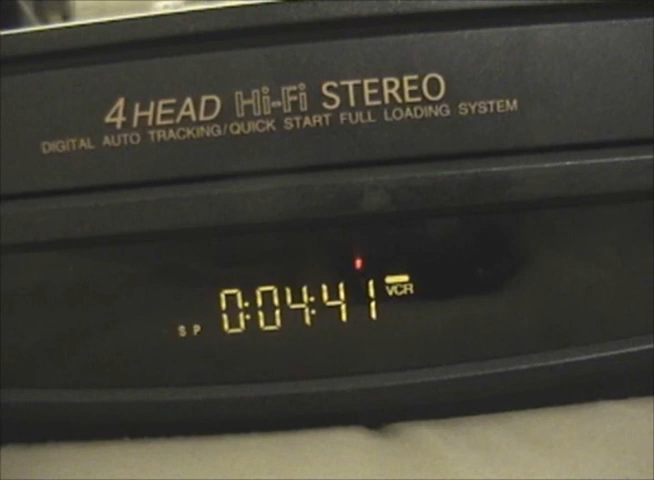 4 HEAD Hi-Fi STEREO
DIGITAL AUTO TRACKING/QUICK START FULL LOADING SYSTEM
VCR
SP 0:04:41